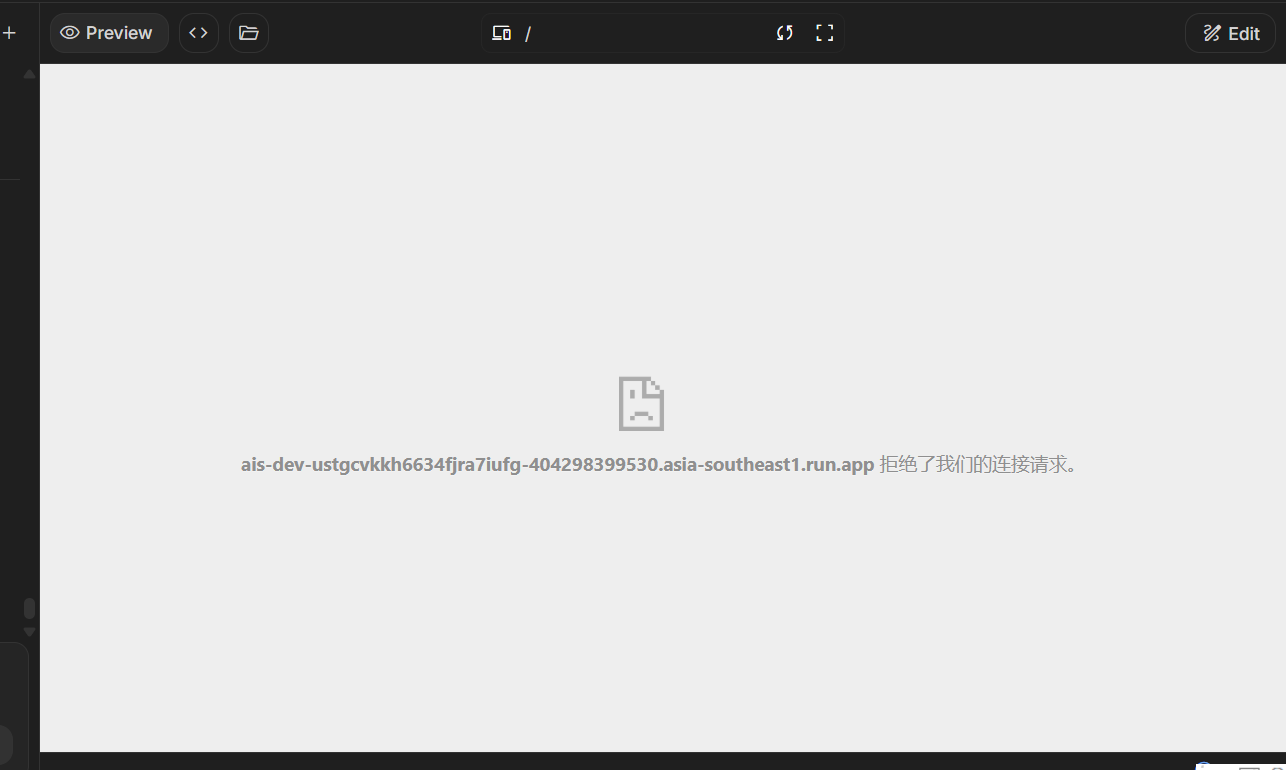 Preview
/
Edit
ais-dev-ustgcvkkh6634fjra7iufg-404298399530.asia-southeast1.run.app 拒绝了我们的连接请求。